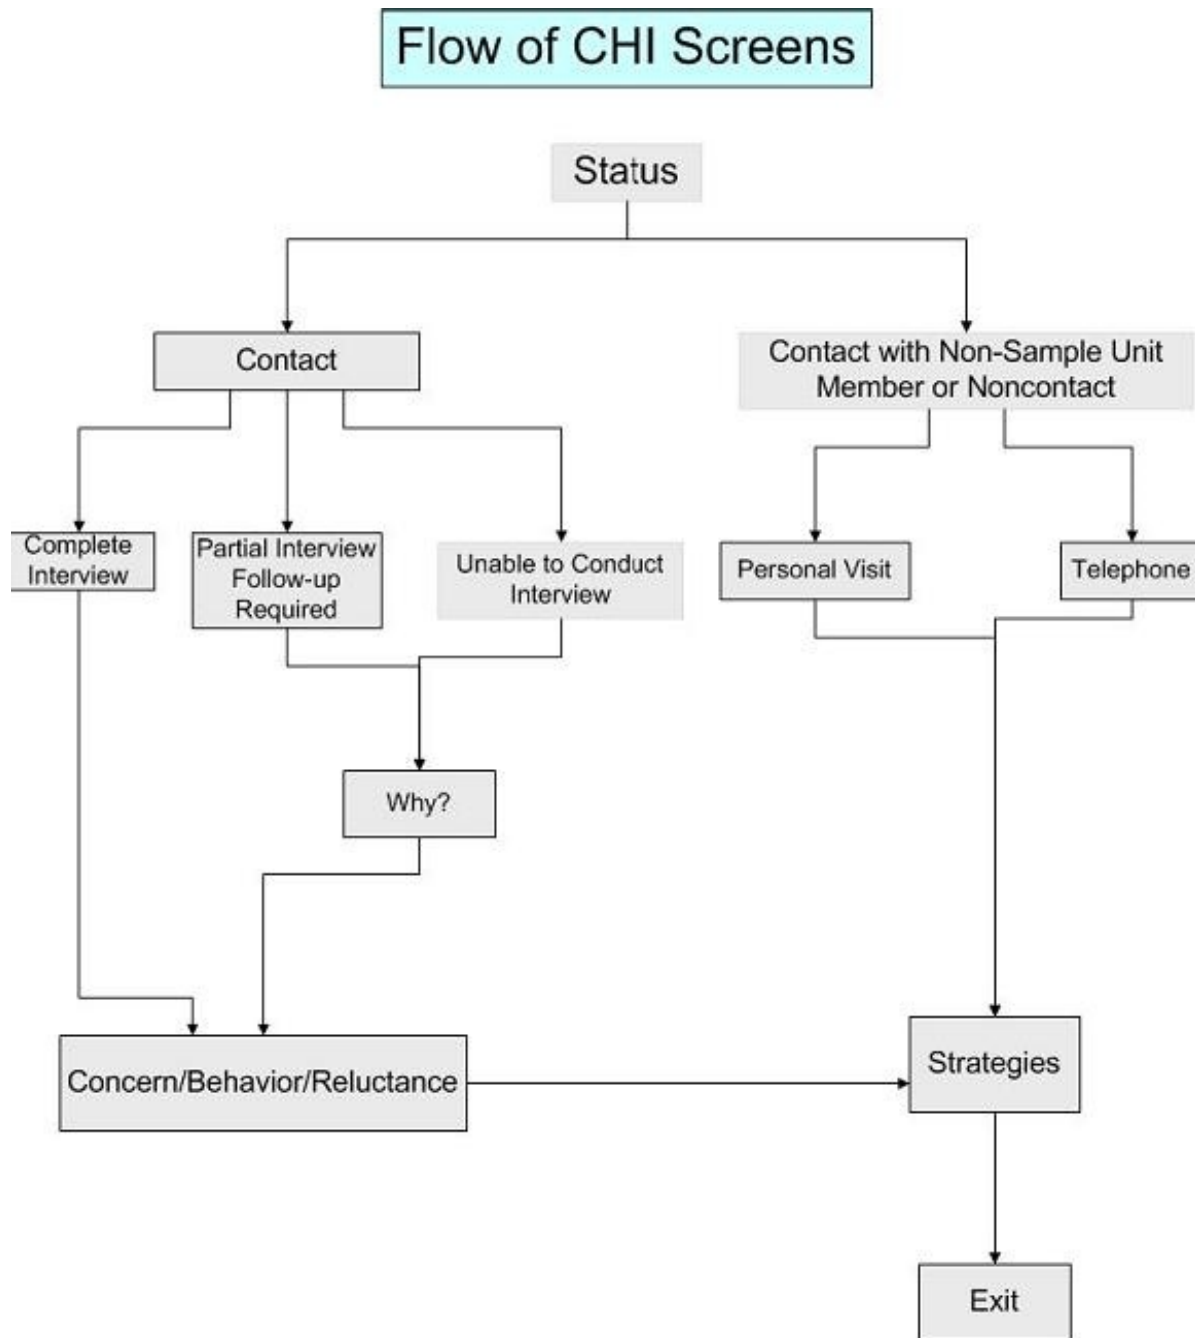 Flow of CHI Screens
Status
Contact
Contact with Non-Sample Unit
Member or Noncontact
Complete
Interview
Partial Interview
Follow-up
Required
Unable to Conduct
Interview
Personal Visit
Telephone
Why?
Concern/Behavior/Reluctance
Strategies
Exit